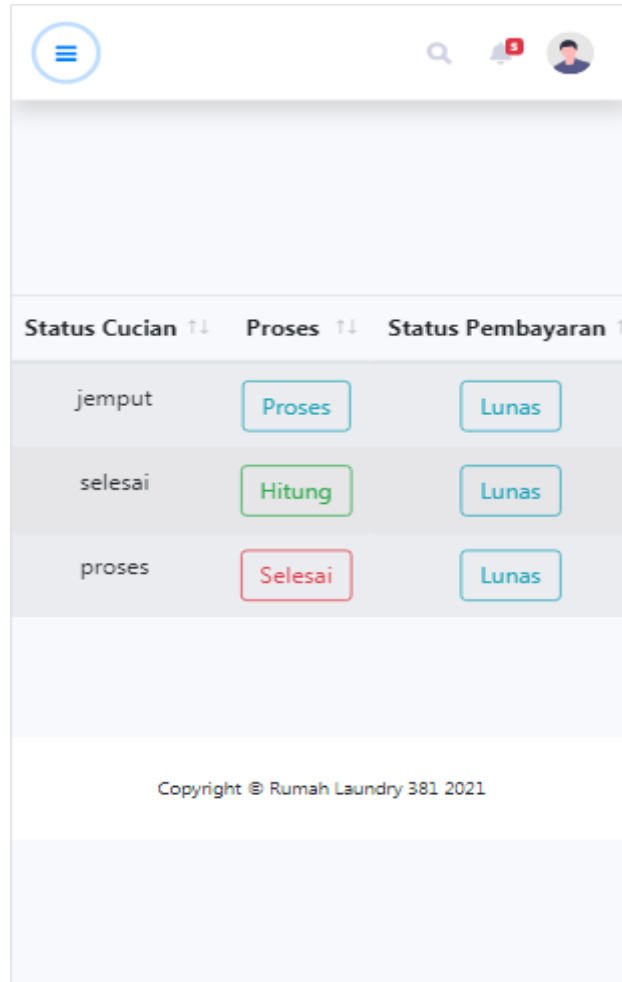 5
Status Cucian ↑↓ Proses ↑↓ Status Pembayaran
jemput Proses Lunas
selesai Hitung Lunas
proses Selesai Lunas
Copyright © Rumah Laundry 381 2021